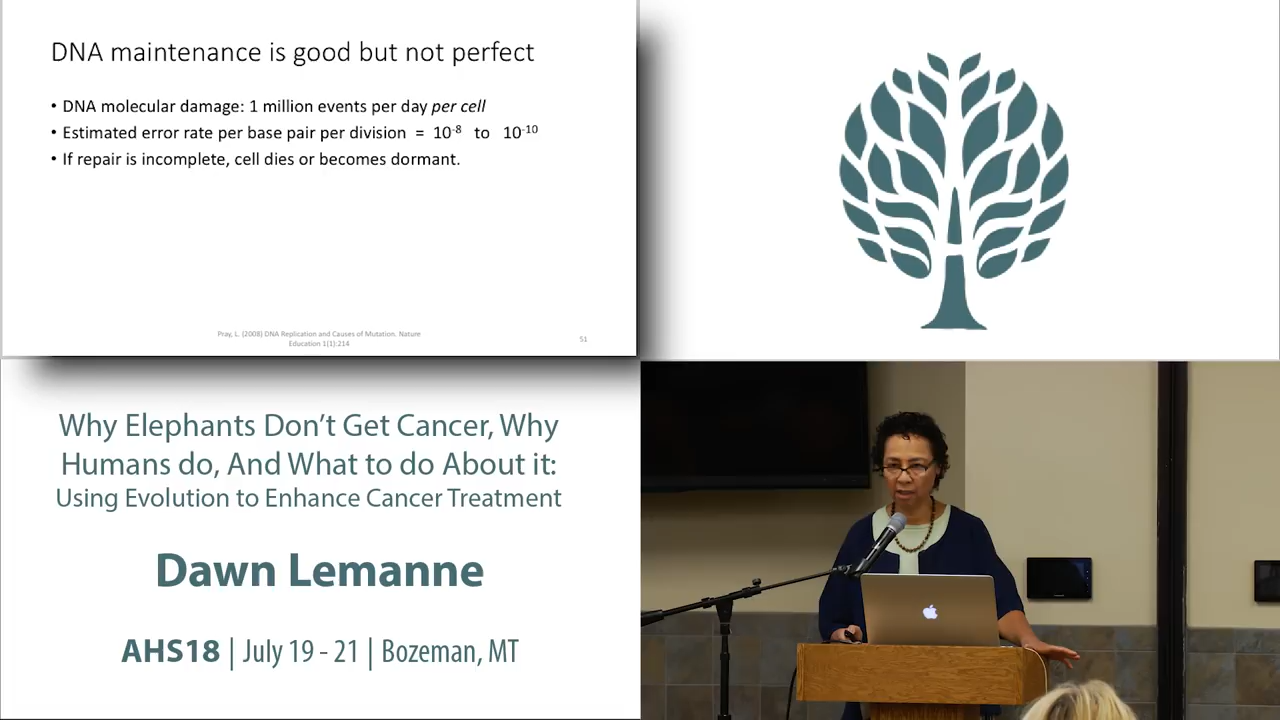 DNA maintenance is good but not perfect
• DNA molecular damage: 1 million events per day per cell
• Estimated error rate per base pair per division = 10⁻⁸ to 10⁻¹⁰
• If repair is incomplete, cell dies or becomes dormant.
Pray, L. (2008) DNA Replication and Causes of Mutation. Nature
Education 1(1):214
51
Why Elephants Don’t Get Cancer, Why
Humans do, And What to do About it:
Using Evolution to Enhance Cancer Treatment
Dawn Lemanne
AHS18 | July 19 - 21 | Bozeman, MT